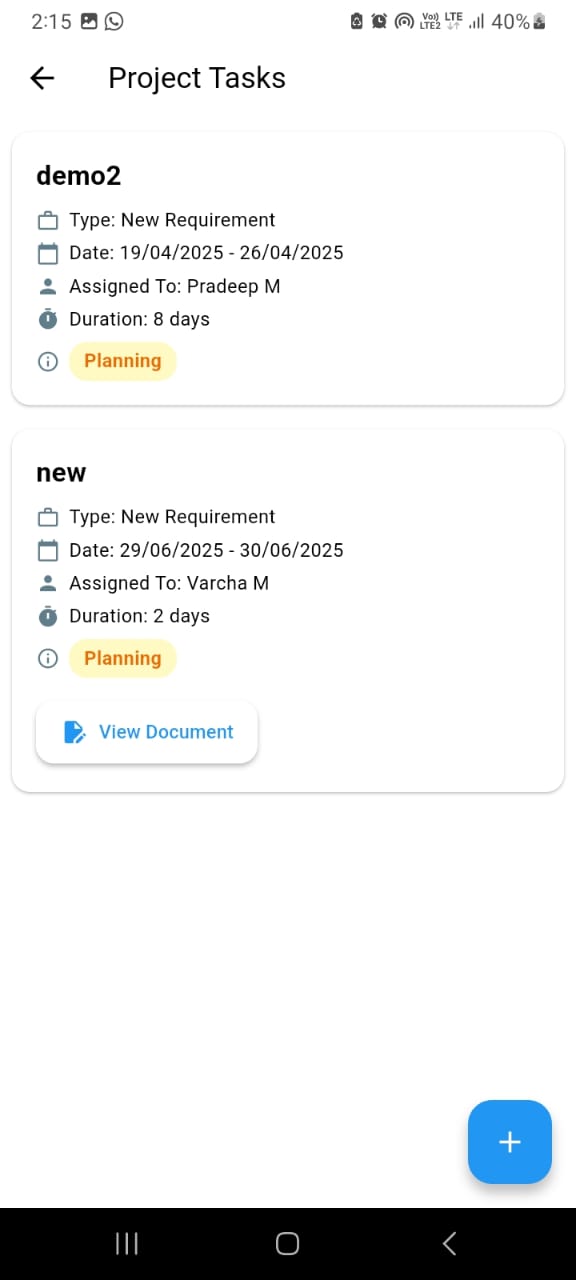 2:15 Vo) LTE2 LTE 40%
Project Tasks
demo2
Type: New Requirement
Date: 19/04/2025 - 26/04/2025
Assigned To: Pradeep M
Duration: 8 days
Planning
new
Type: New Requirement
Date: 29/06/2025 - 30/06/2025
Assigned To: Varcha M
Duration: 2 days
Planning
View Document